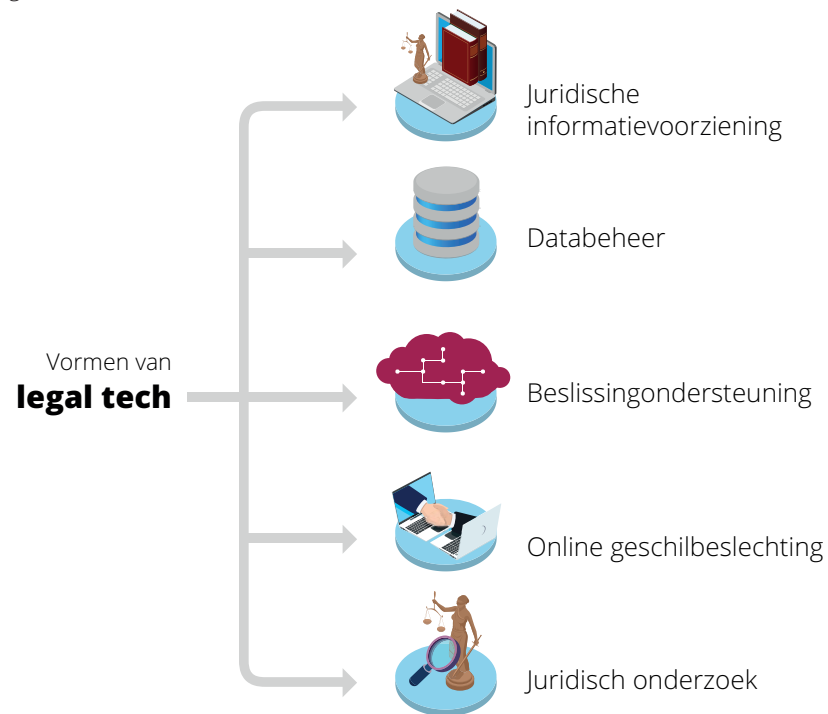 Juridische
informatievoorziening
Databeheer
Vormen van
legal tech
Beslissingondersteuning
Online geschilbeslechting
Juridisch onderzoek